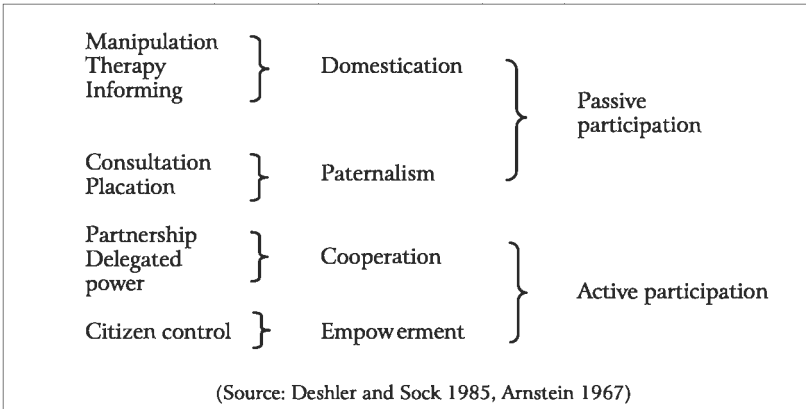 Manipulation
Therapy
Informing
Domestication
Passive
participation
Consultation
Placation
Paternalism
Partnership
Delegated
power
Cooperation
Active participation
Citizen control
Empowerment
(Source: Deshler and Sock 1985, Arnstein 1967)